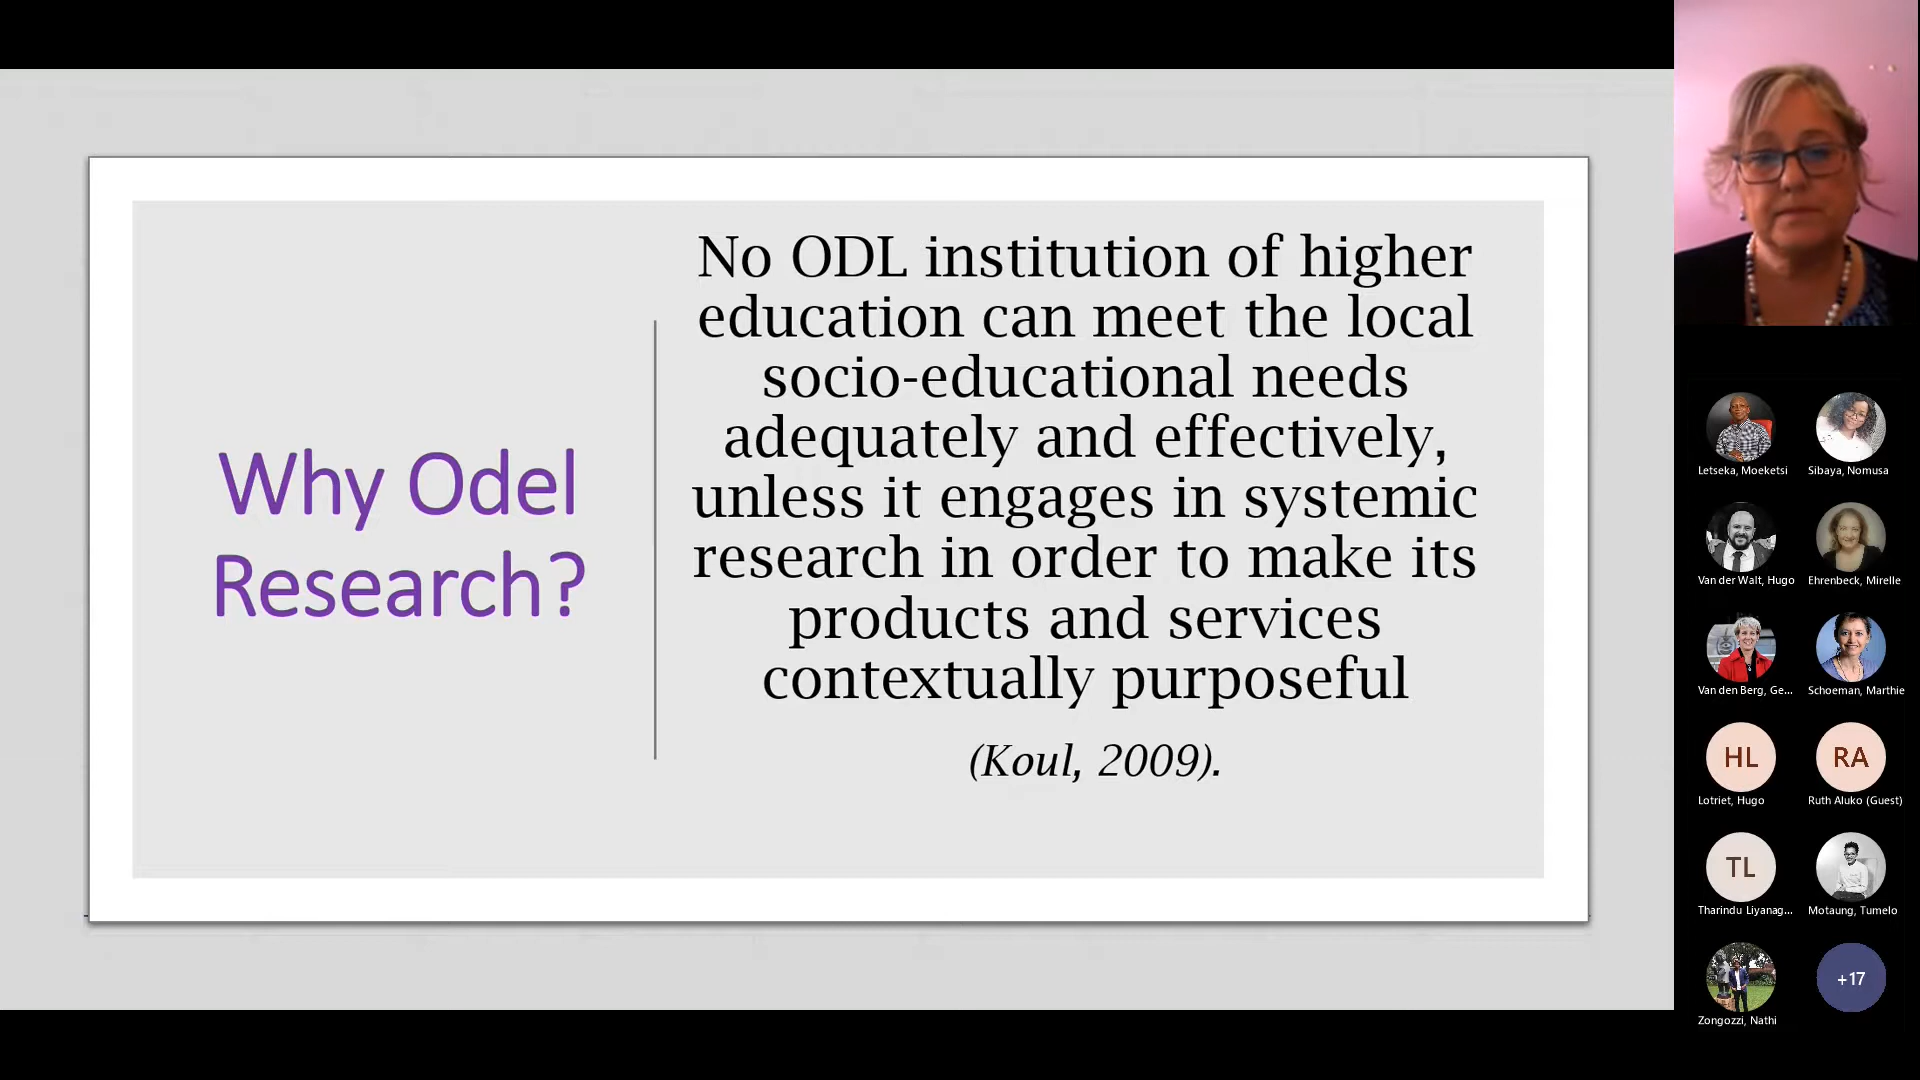 Why Odel
Research?
No ODL institution of higher
education can meet the local
socio-educational needs
adequately and effectively,
unless it engages in systemic
research in order to make its
products and services
contextually purposeful
(Koul, 2009).
Letseka, Moeketsi
Sibaya, Nomusa
Van der Walt, Hugo
Ehrenbeck, Mirelle
Van den Berg, Ge...
Schoeman, Marthie
HL
RA
Lotriet, Hugo
Ruth Aluko (Guest)
TL
Tharindu Liyanag...
Motaung, Tumelo
+17
Zongozzi, Nathi